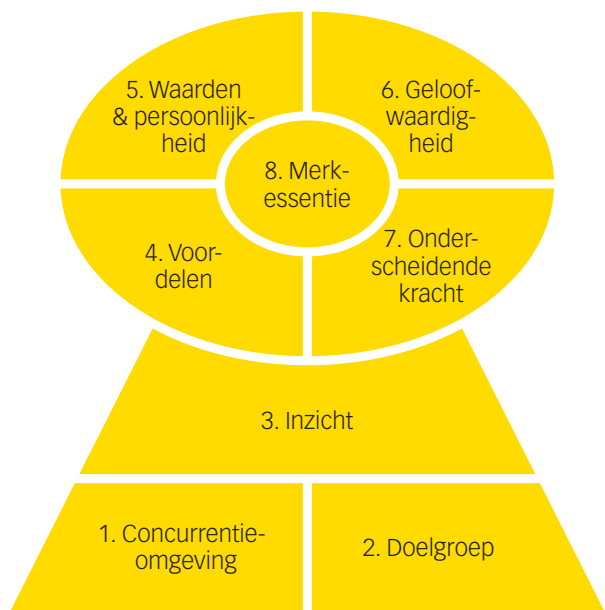 5. Waarden
& persoonlijk-
heid
6. Geloof-
waardig-
heid
8. Merk-
essentie
4. Voor-
delen
7. Onder-
scheidende
kracht
3. Inzicht
1. Concurrentie-
omgeving
2. Doelgroep